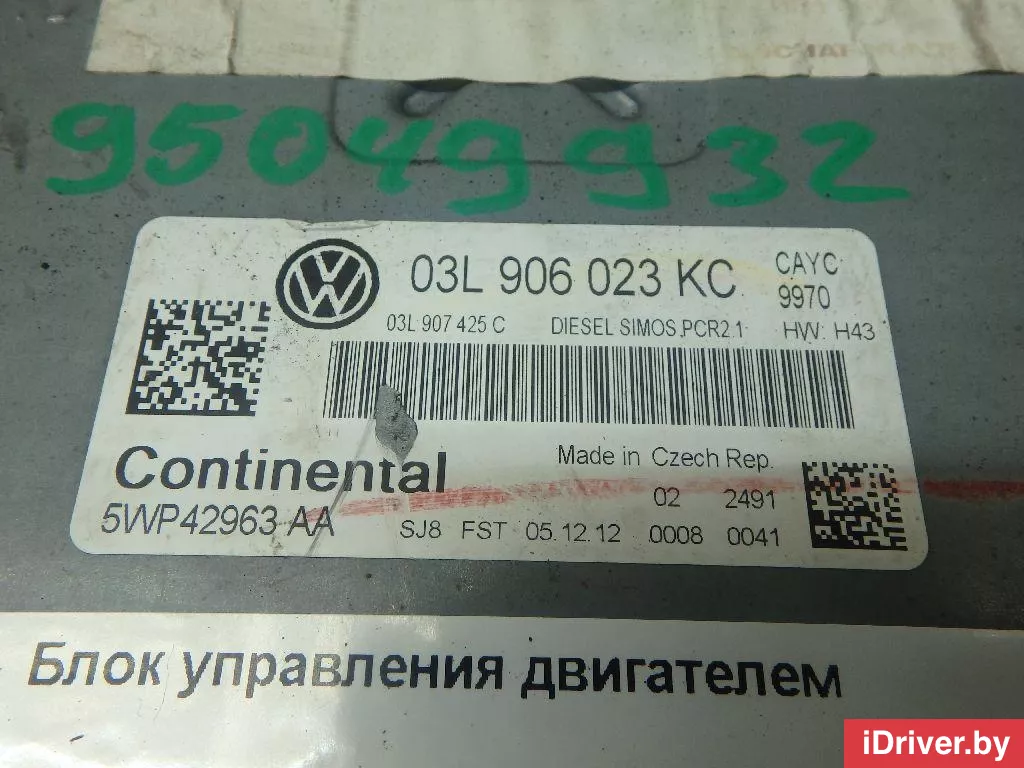 95049932
03L 906 023 KC
CAYC
9970
03L 907 425 C DIESEL SIMOS.PCR2.1 HW: H43
Continental
Made in Czech Rep.
02 2491
5WP42963 AA
SJ8 FST 05.12.12 0008 0041
Блок управления двигателем
iDriver.by